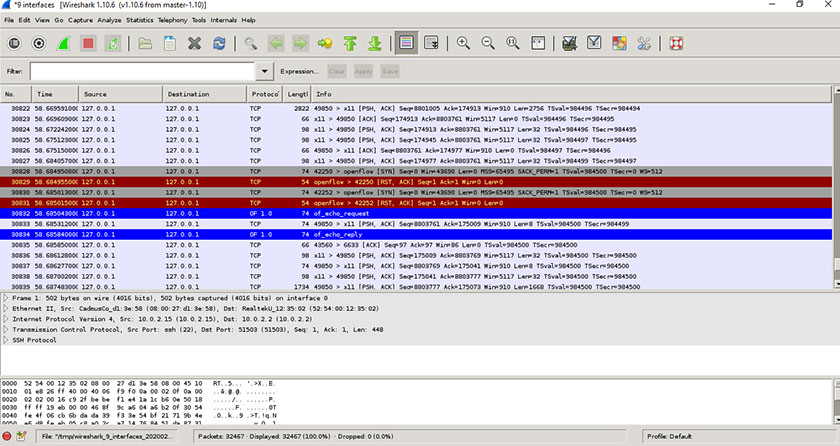 *9 interfaces   [Wireshark 1.10.6  (v1.10.6 from master-1.10)]
File Edit View Go Capture Analyze Statistics Telephony Tools Internals Help
Filter: Expression... Clear Apply Save
No. Time Source Destination Protoco Lengtl Info
30822 58.669591000 127.0.0.1 127.0.0.1 TCP 2822 49850 > x11 [PSH, ACK] Seq=8801005 Ack=174913 Win=910 Len=2756 TSval=984496 TSecr=984494
30823 58.669609000 127.0.0.1 127.0.0.1 TCP 66 x11 > 49850 [ACK] Seq=174913 Ack=8803761 Win=5117 Len=0 TSval=984496 TSecr=984495
30824 58.672242000 127.0.0.1 127.0.0.1 TCP 98 x11 > 49850 [PSH, ACK] Seq=174913 Ack=8803761 Win=5117 Len=32 TSval=984496 TSecr=984495
30825 58.675123000 127.0.0.1 127.0.0.1 TCP 98 x11 > 49850 [PSH, ACK] Seq=174945 Ack=8803761 Win=5117 Len=32 TSval=984497 TSecr=984495
30826 58.675150000 127.0.0.1 127.0.0.1 TCP 66 49850 > x11 [ACK] Seq=8803761 Ack=174977 Win=910 Len=0 TSval=984497 TSecr=984496
30827 58.684057000 127.0.0.1 127.0.0.1 TCP 98 x11 > 49850 [PSH, ACK] Seq=174977 Ack=8803761 Win=5117 Len=32 TSval=984499 TSecr=984497
30828 58.684950000 127.0.0.1 127.0.0.1 TCP 74 42250 > openflow [SYN] Seq=0 Win=43690 Len=0 MSS=65495 SACK_PERM=1 TSval=984500 TSecr=0 WS=512
30829 58.684955000 127.0.0.1 127.0.0.1 TCP 54 openflow > 42250 [RST, ACK] Seq=1 Ack=1 Win=0 Len=0
30830 58.685013000 127.0.0.1 127.0.0.1 TCP 74 42252 > openflow [SYN] Seq=0 Win=43690 Len=0 MSS=65495 SACK_PERM=1 TSval=984500 TSecr=0 WS=512
30831 58.685015000 127.0.0.1 127.0.0.1 TCP 54 openflow > 42252 [RST, ACK] Seq=1 Ack=1 Win=0 Len=0
30832 58.685043000 127.0.0.1 127.0.0.1 OF 1.0 74 of_echo_request
30833 58.685312000 127.0.0.1 127.0.0.1 TCP 74 49850 > x11 [PSH, ACK] Seq=8803761 Ack=175009 Win=910 Len=8 TSval=984500 TSecr=984499
30834 58.685840000 127.0.0.1 127.0.0.1 OF 1.0 74 of_echo_reply
30835 58.685850000 127.0.0.1 127.0.0.1 TCP 66 43560 > 6633 [ACK] Seq=97 Ack=97 Win=86 Len=0 TSval=984500 TSecr=984500
30836 58.686128000 127.0.0.1 127.0.0.1 TCP 98 x11 > 49850 [PSH, ACK] Seq=175009 Ack=8803769 Win=5117 Len=32 TSval=984500 TSecr=984500
30837 58.686277000 127.0.0.1 127.0.0.1 TCP 74 49850 > x11 [PSH, ACK] Seq=8803769 Ack=175041 Win=910 Len=8 TSval=984500 TSecr=984500
30838 58.687002000 127.0.0.1 127.0.0.1 TCP 98 x11 > 49850 [PSH, ACK] Seq=175041 Ack=8803777 Win=5117 Len=32 TSval=984500 TSecr=984500
30839 58.687483000 127.0.0.1 127.0.0.1 TCP 1734 49850 > x11 [PSH, ACK] Seq=8803777 Ack=175073 Win=910 Len=1668 TSval=984500 TSecr=984500
Frame 1: 502 bytes on wire (4016 bits), 502 bytes captured (4016 bits) on interface 0
Ethernet II, Src: CadmusCo_d1:3e:58 (08:00:27:d1:3e:58), Dst: RealtekU_12:35:02 (52:54:00:12:35:02)
Internet Protocol Version 4, Src: 10.0.2.15 (10.0.2.15), Dst: 10.0.2.2 (10.0.2.2)
Transmission Control Protocol, Src Port: ssh (22), Dst Port: 51503 (51503), Seq: 1, Ack: 1, Len: 448
SSH Protocol
0000 52 54 00 12 35 02 08 00 27 d1 3e 58 08 00 45 10 RT..5... '.>X..E.
0010 01 e8 26 ff 40 00 40 06 f9 f0 0a 00 02 0f 0a 00 ..&.@.@. ........
0020 02 02 00 16 c9 2f be be f1 e4 1a 1c b6 0e 50 18 ...../.. ......P.
0030 ff ff 19 eb 00 00 46 8f 9c a6 04 a6 b2 0f 30 54 ......F. ......0T
0040 fe 4f 06 cb 6b da da 39 f3 3e 54 bf 21 71 9b 4e .O..k..9 .>T.!q.N
File: "/tmp/wireshark_9_interfaces_202002... Packets: 32467 · Displayed: 32467 (100.0%) · Dropped: 0 (0.0%) Profile: Default